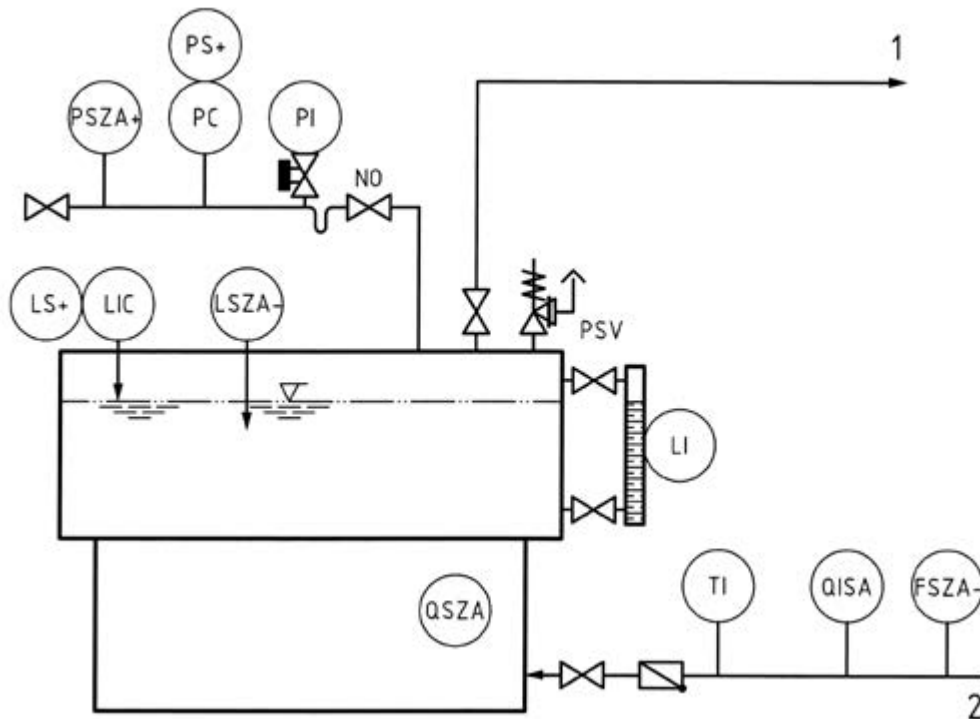 PS+
1
PSZA+
PC
PI
NO
LS+
LIC
LSZA-
PSV
LI
QSZA
TI
QISA
FSZA-
2